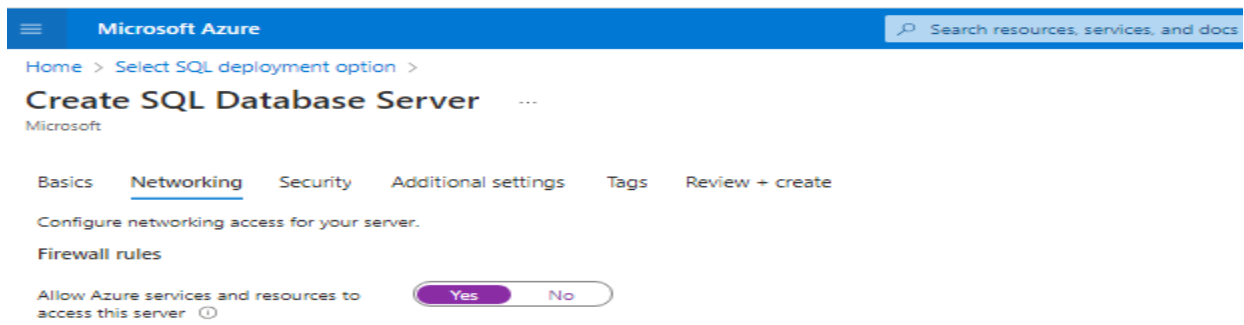 Microsoft Azure
Search resources, services, and docs
Home > Select SQL deployment option >
Create SQL Database Server ...
Microsoft
Basics Networking Security Additional settings Tags Review + create
Configure networking access for your server.
Firewall rules
Allow Azure services and resources to
access this server
Yes No